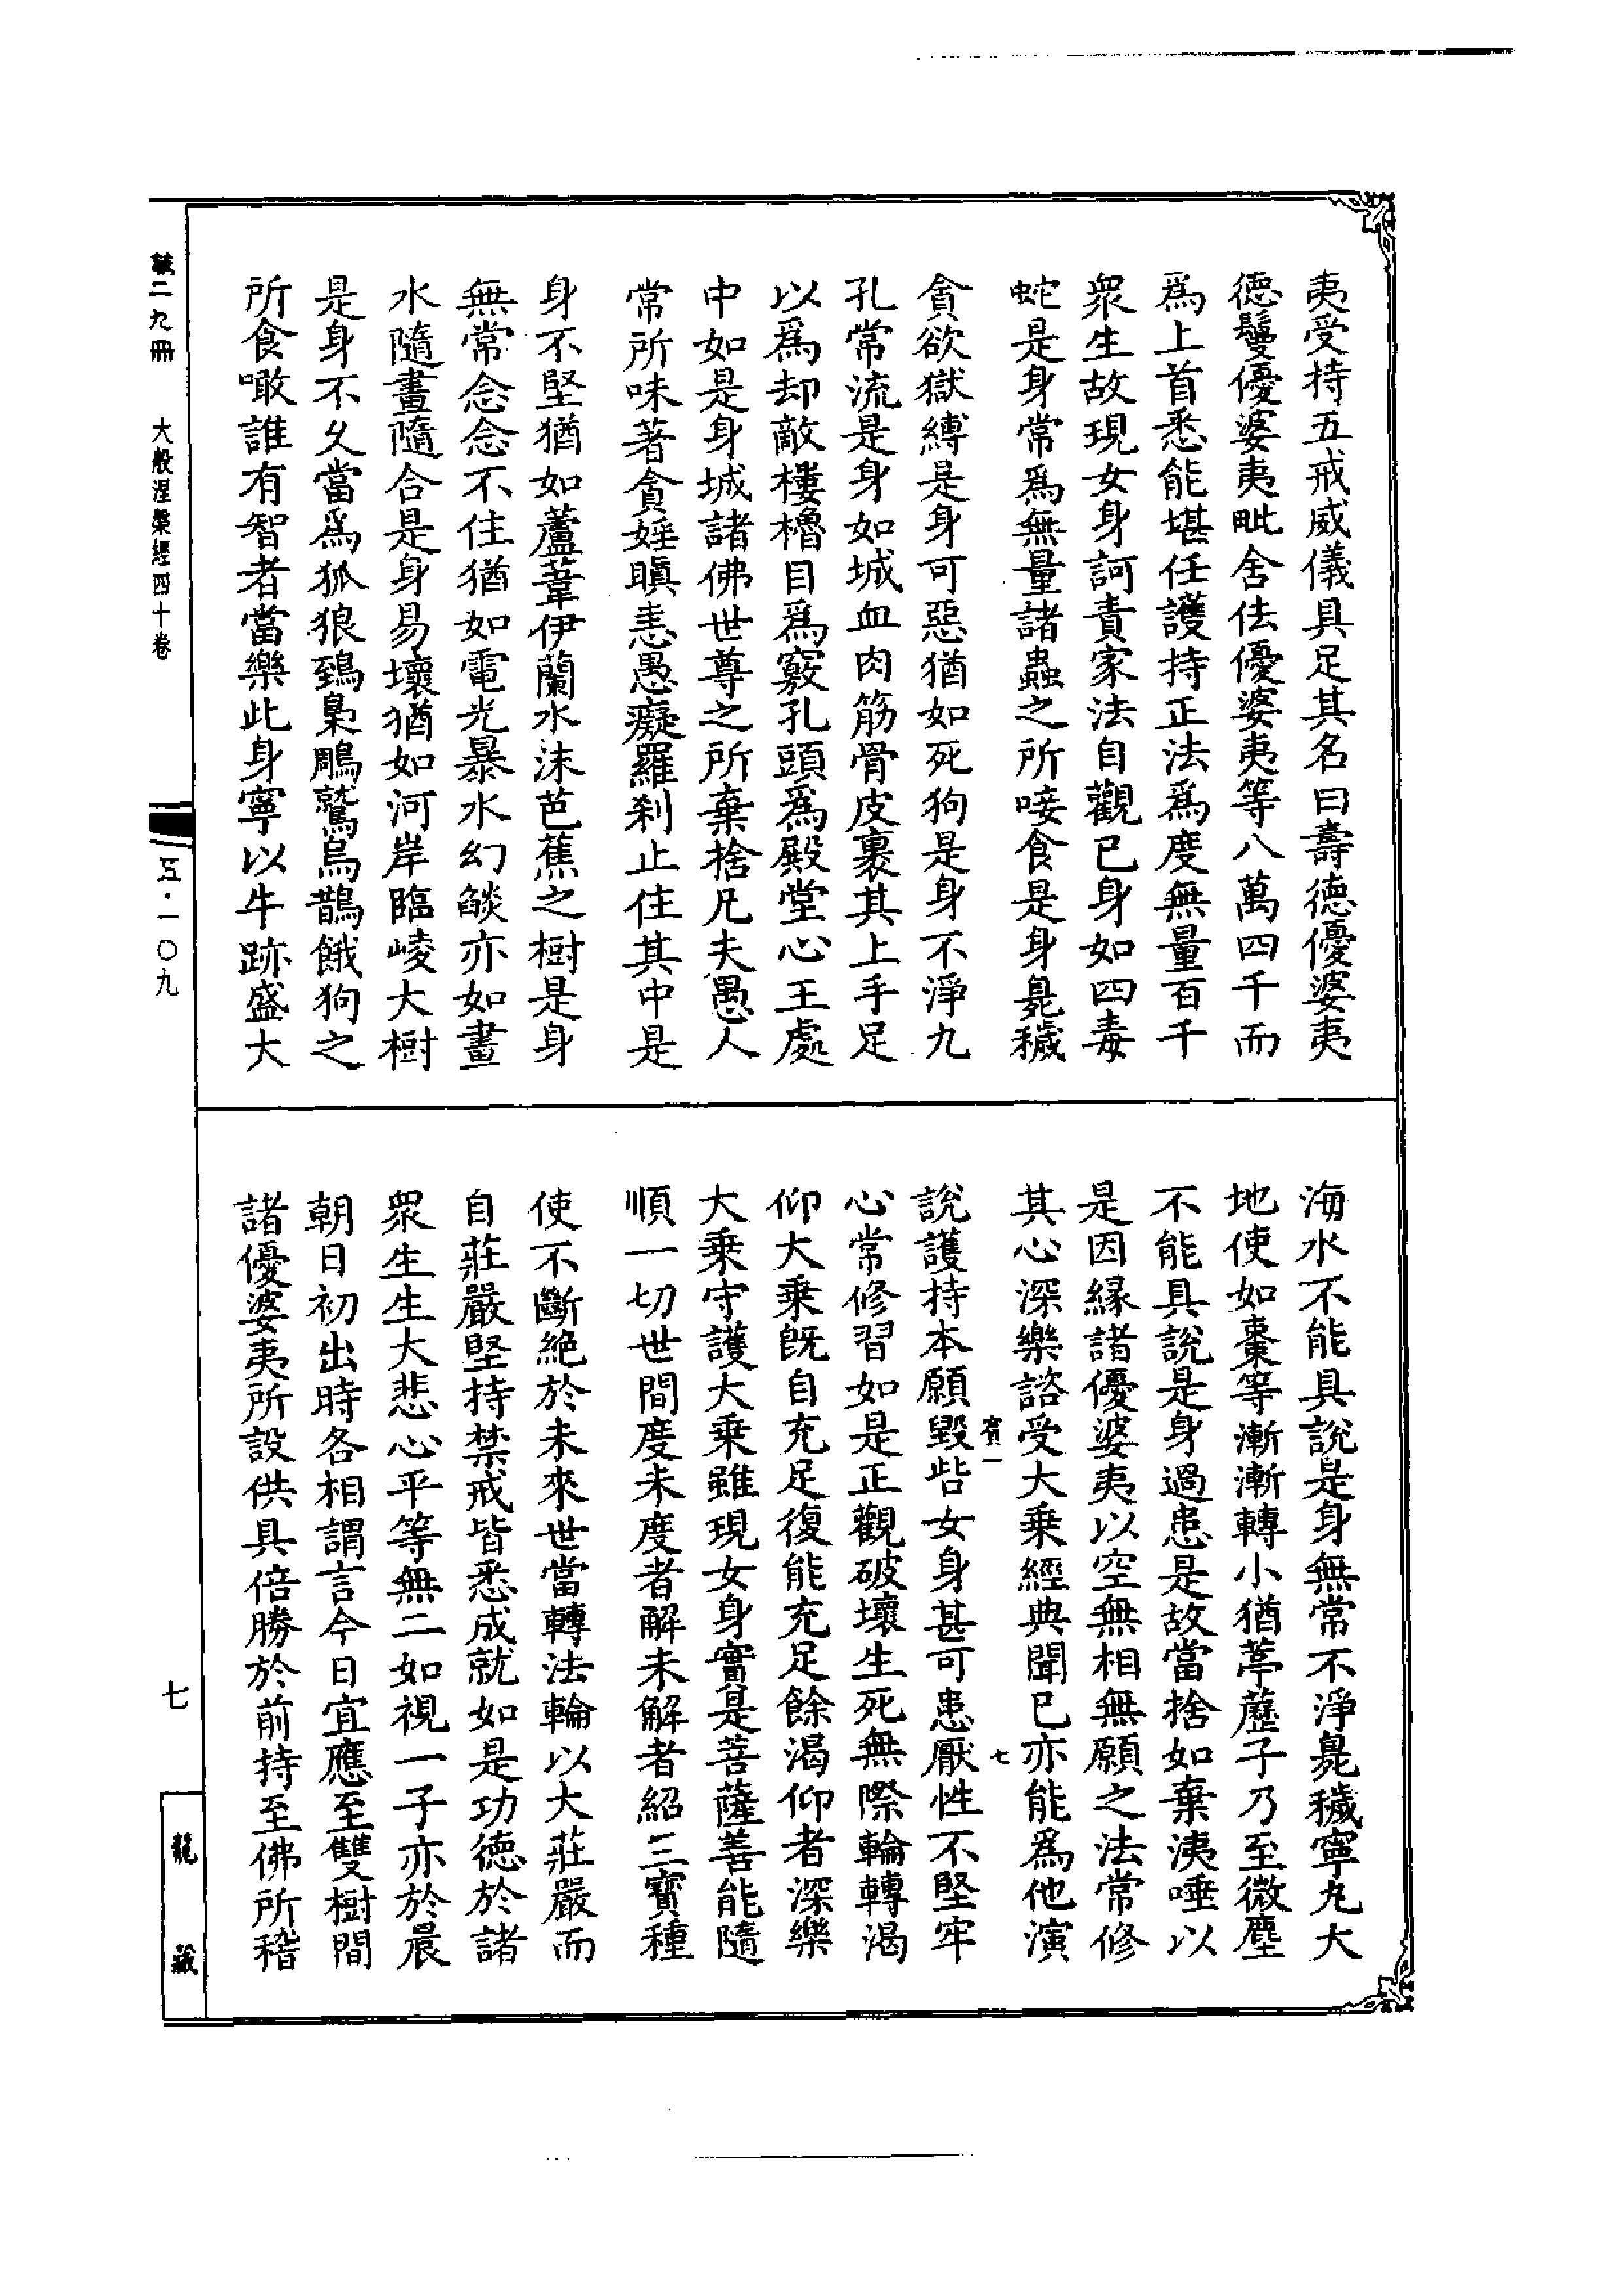 夷受持五戒威儀具足其名曰壽德優婆夷
德鬘優婆夷毗舍佉優婆夷等八萬四千而
爲上首悉能堪任護持正法爲度無量百千
衆生故現女身訶責家法自觀已身如四毒
蛇是身常爲無量諸蟲之所唼食是身臭穢
貪欲獄縛是身可惡猶如死狗是身不淨九
孔常流是身如城血肉筋骨皮裹其上手足
以爲却敵樓櫓目爲竅孔頭爲殿堂心王處
中如是身城諸佛世尊之所棄捨凡夫愚人
常所味著貪婬瞋恚愚癡羅刹止住其中是
身不堅猶如蘆葦伊蘭水沫芭蕉之樹是身
無常念念不住猶如電光暴水幻燄亦如畫
水隨畫隨合是身易壞猶如河岸臨峻大樹
是身不久當爲狐狼鵄梟鵰鷲烏鵲餓狗之
所食噉誰有智者當樂此身寧以牛跡盛大
海水不能具說是身無常不淨臭穢寧丸大
地使如棗等漸漸轉小猶葶藶子乃至微塵
不能具說是身過患是故當捨如棄洟唾以
是因緣諸優婆夷以空無相無願之法常修
其心深樂諮受大乘經典聞已亦能爲他演
寳一 七
說護持本願毀呰女身甚可患厭性不堅牢
心常修習如是正觀破壞生死無際輪轉渴
仰大乘旣自充足復能充足餘渴仰者深樂
大乘守護大乘雖現女身實是菩薩善能隨
順一切世間度未度者解未解者紹三寳種
使不斷絶於未來世當轉法輪以大莊嚴而
自莊嚴堅持禁戒皆悉成就如是功德於諸
衆生生大悲心平等無二如視一子亦於晨
朝日初出時各相謂言今日宜應至雙樹間
諸優婆夷所設供具倍勝於前持至佛所稽
第二九冊 大般涅槃經四十卷
五·一〇九
七
龍藏